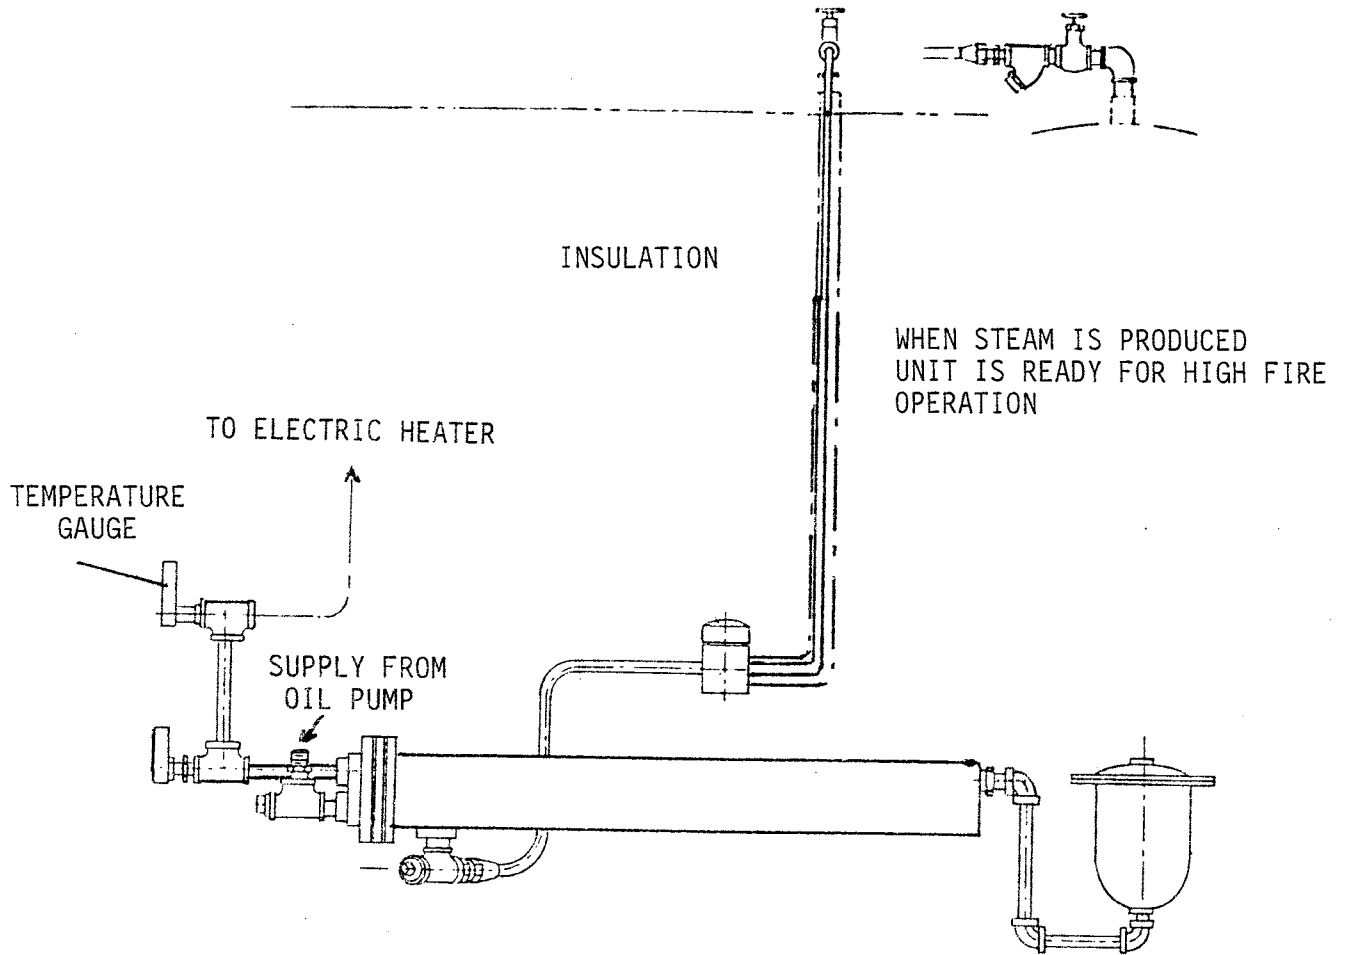 INSULATION
WHEN STEAM IS PRODUCED
UNIT IS READY FOR HIGH FIRE
OPERATION
TO ELECTRIC HEATER
TEMPERATURE
GAUGE
SUPPLY FROM
OIL PUMP